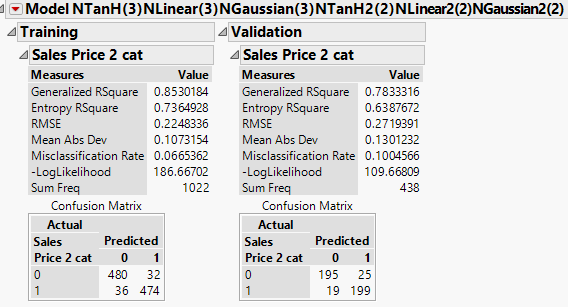 Model NTanH(3)NLinear(3)NGaussian(3)NTanH2(2)NLinear2(2)NGaussian2(2)
Training
Sales Price 2 cat
Measures Value
Generalized RSquare 0.8530184
Entropy RSquare 0.7364928
RMSE 0.2248336
Mean Abs Dev 0.1073154
Misclassification Rate 0.0665362
-LogLikelihood 186.66702
Sum Freq 1022
Confusion Matrix
Actual
Sales Predicted
Price 2 cat 0 1
0 480 32
1 36 474
Validation
Sales Price 2 cat
Measures Value
Generalized RSquare 0.7833316
Entropy RSquare 0.6387672
RMSE 0.2719391
Mean Abs Dev 0.1301232
Misclassification Rate 0.1004566
-LogLikelihood 109.66809
Sum Freq 438
Confusion Matrix
Actual
Sales Predicted
Price 2 cat 0 1
0 195 25
1 19 199